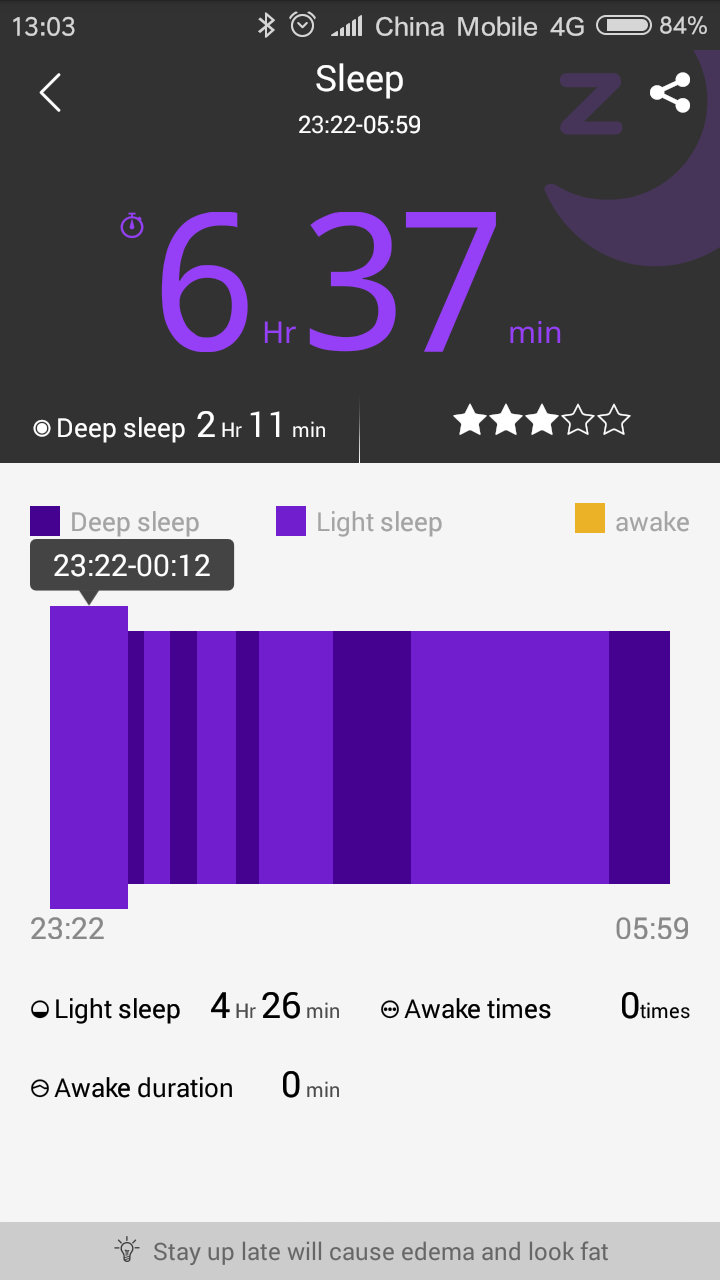 13:03 China Mobile 4G 84%
Sleep
23:22-05:59
z
6 Hr 37 min
Deep sleep 2 Hr 11 min
Deep sleep Light sleep awake
23:22-00:12
23:22 05:59
Light sleep 4 Hr 26 min Awake times 0 times
Awake duration 0 min
Stay up late will cause edema and look fat